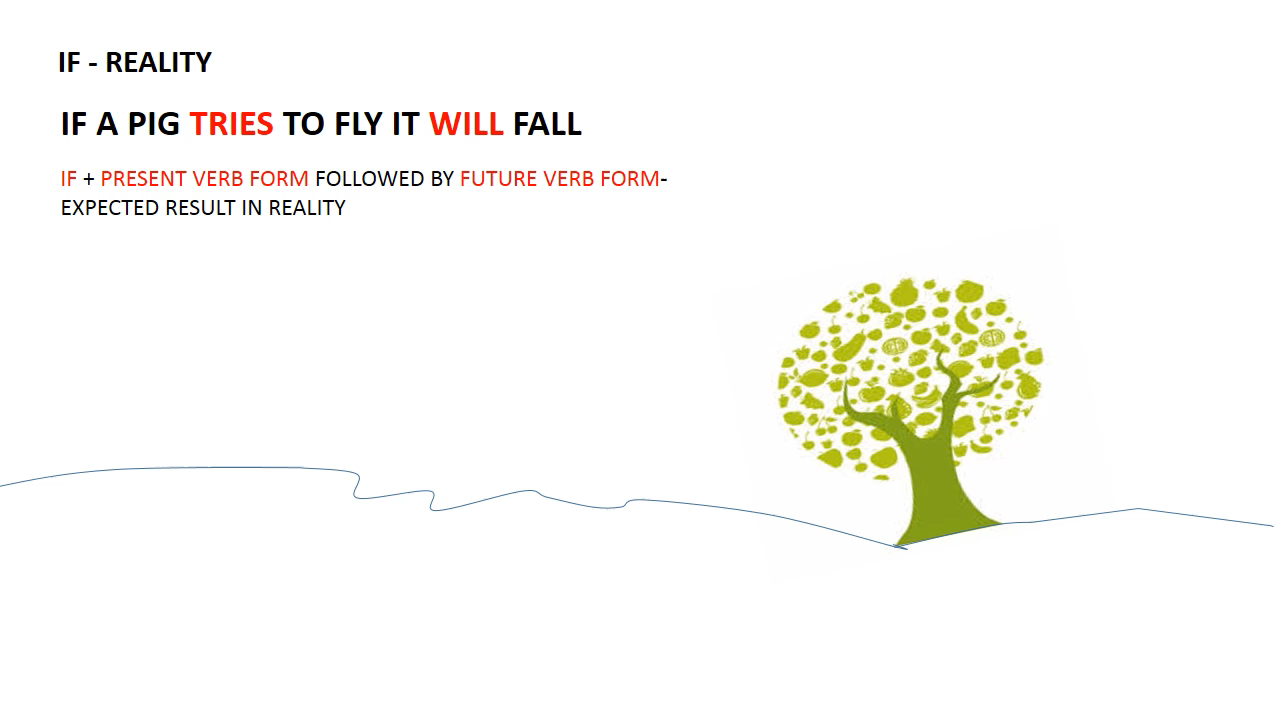 IF - REALITY
IF A PIG TRIES TO FLY IT WILL FALL
IF + PRESENT VERB FORM FOLLOWED BY FUTURE VERB FORM-
EXPECTED RESULT IN REALITY